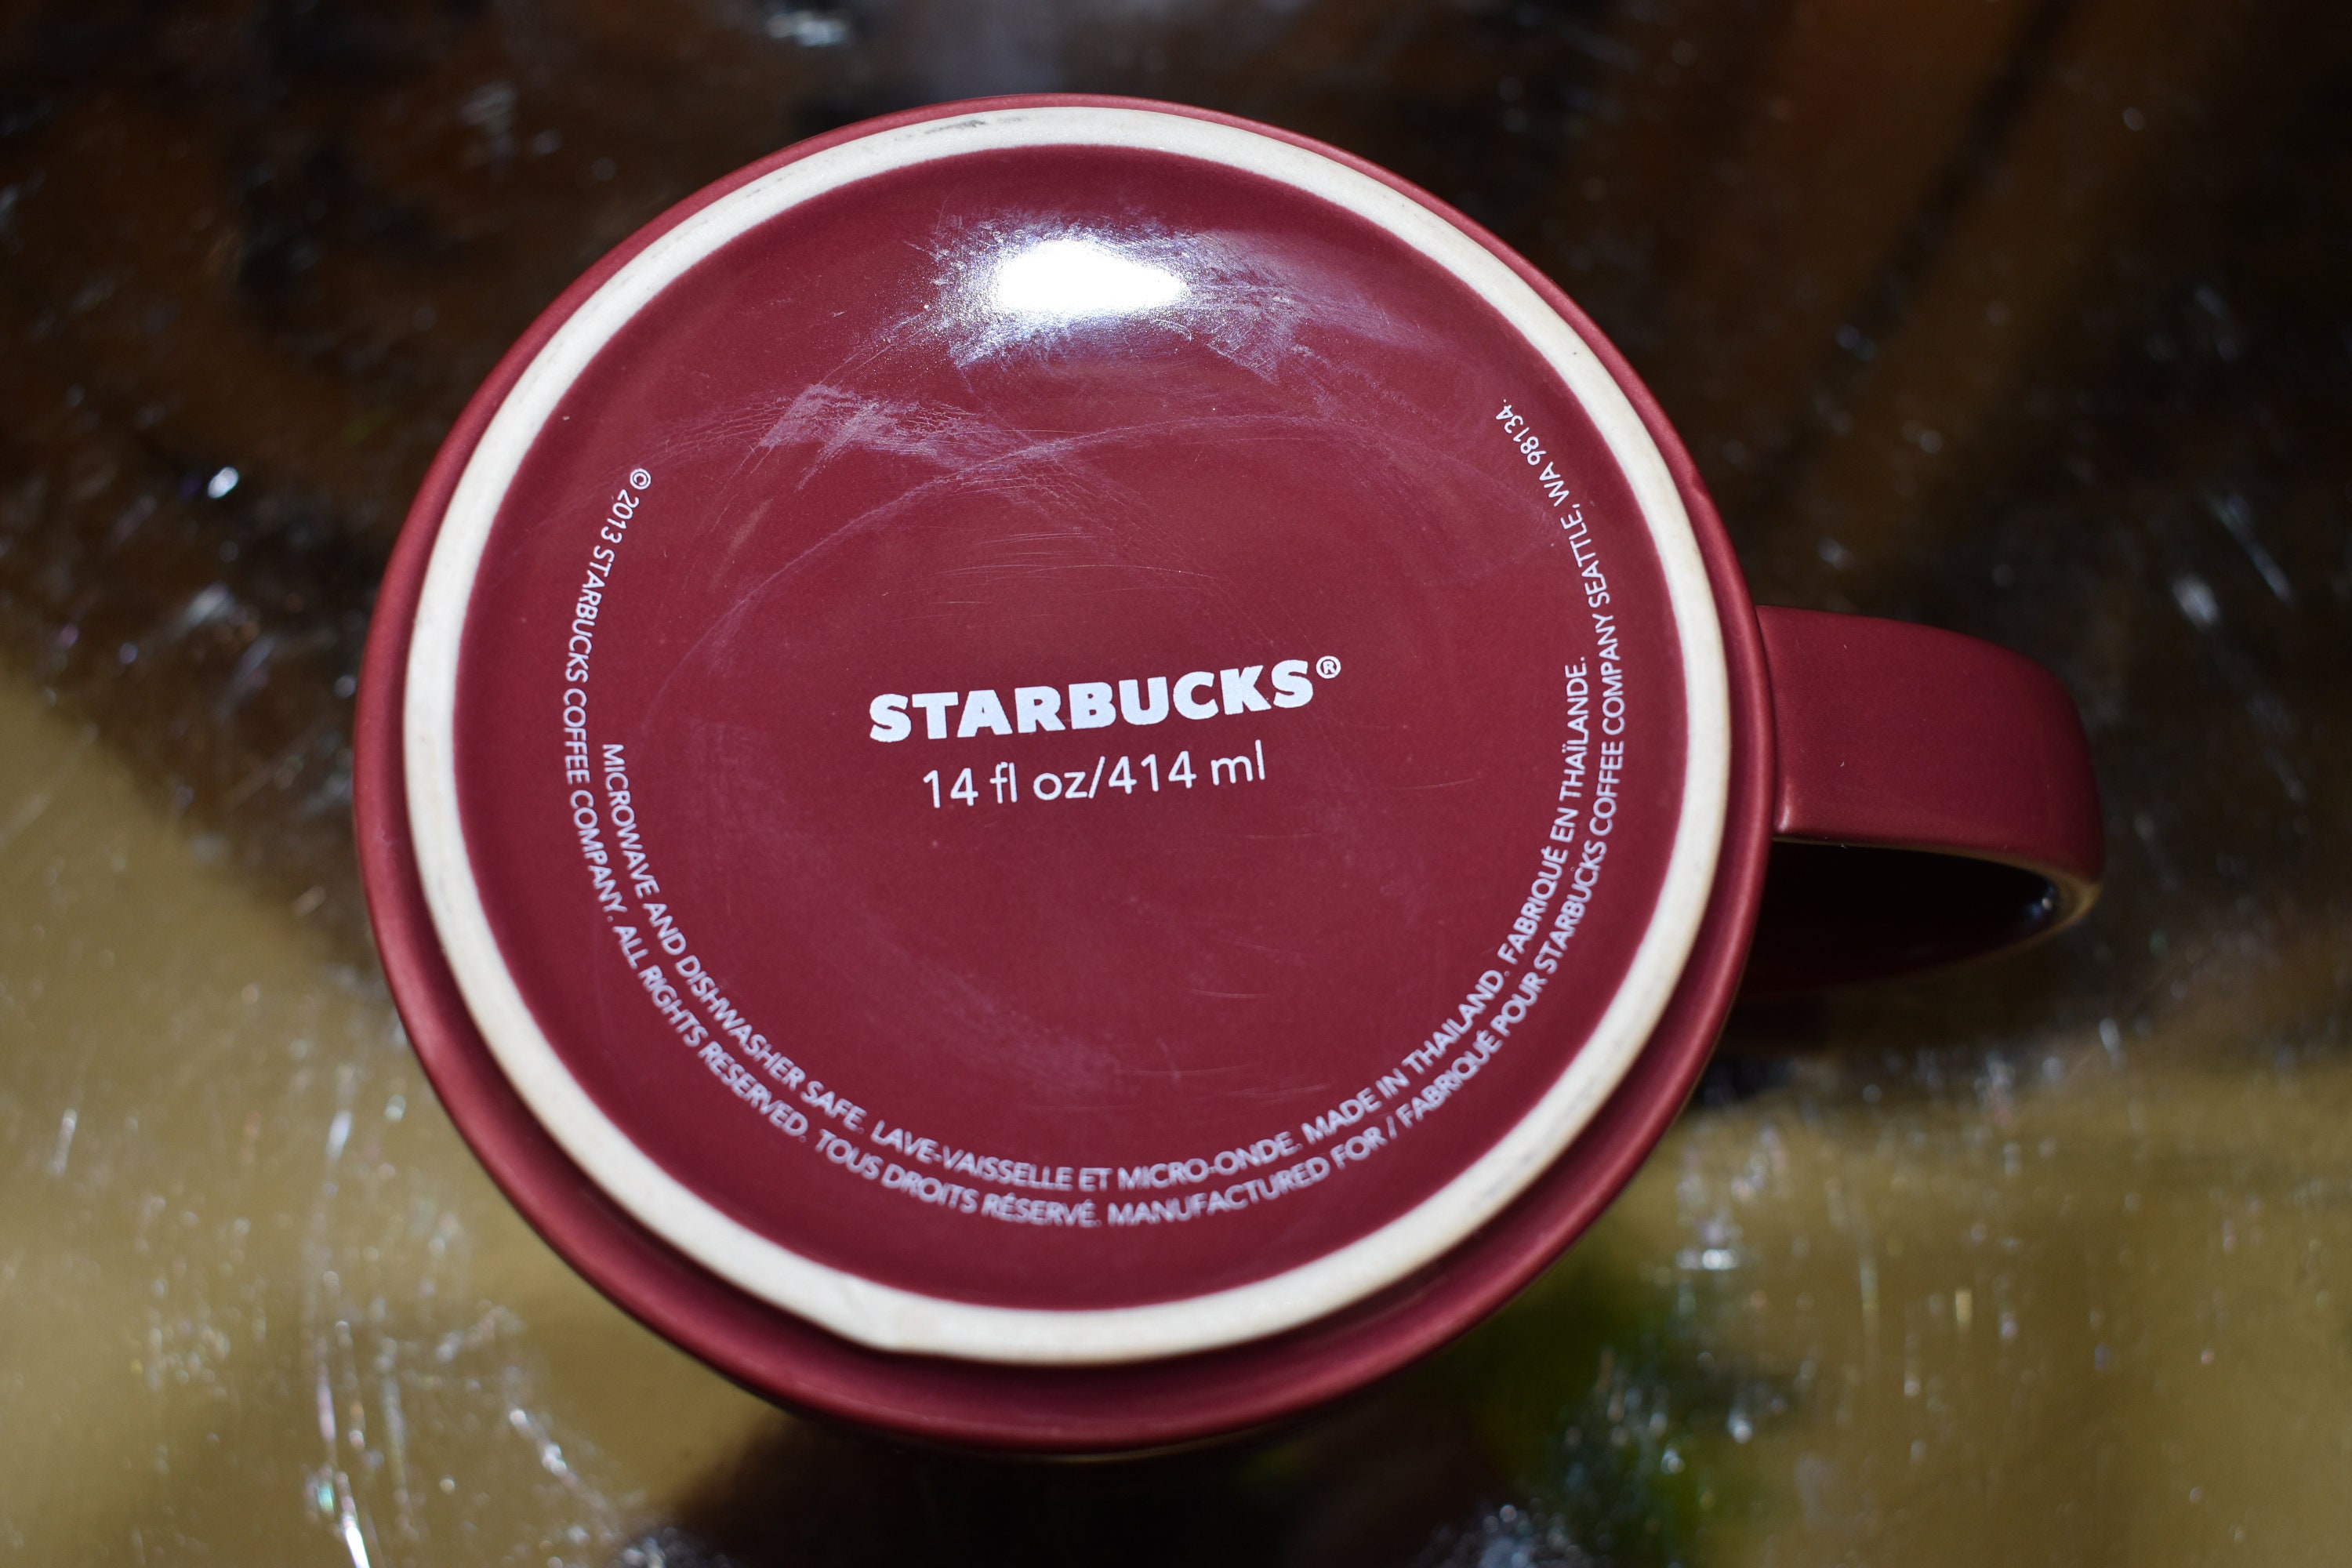 STARBUCKS®
14 fl oz/414 ml
MICROWAVE AND DISHWASHER SAFE. LAVE-VAISSELLE ET MICRO-ONDE. MADE IN THAILAND. FABRIQUÉ EN THAÏLANDE.
© 2013 STARBUCKS COFFEE COMPANY. ALL RIGHTS RESERVED. TOUS DROITS RÉSERVÉ. MANUFACTURED FOR / FABRIQUÉ POUR STARBUCKS COFFEE COMPANY SEATTLE, WA 98134.